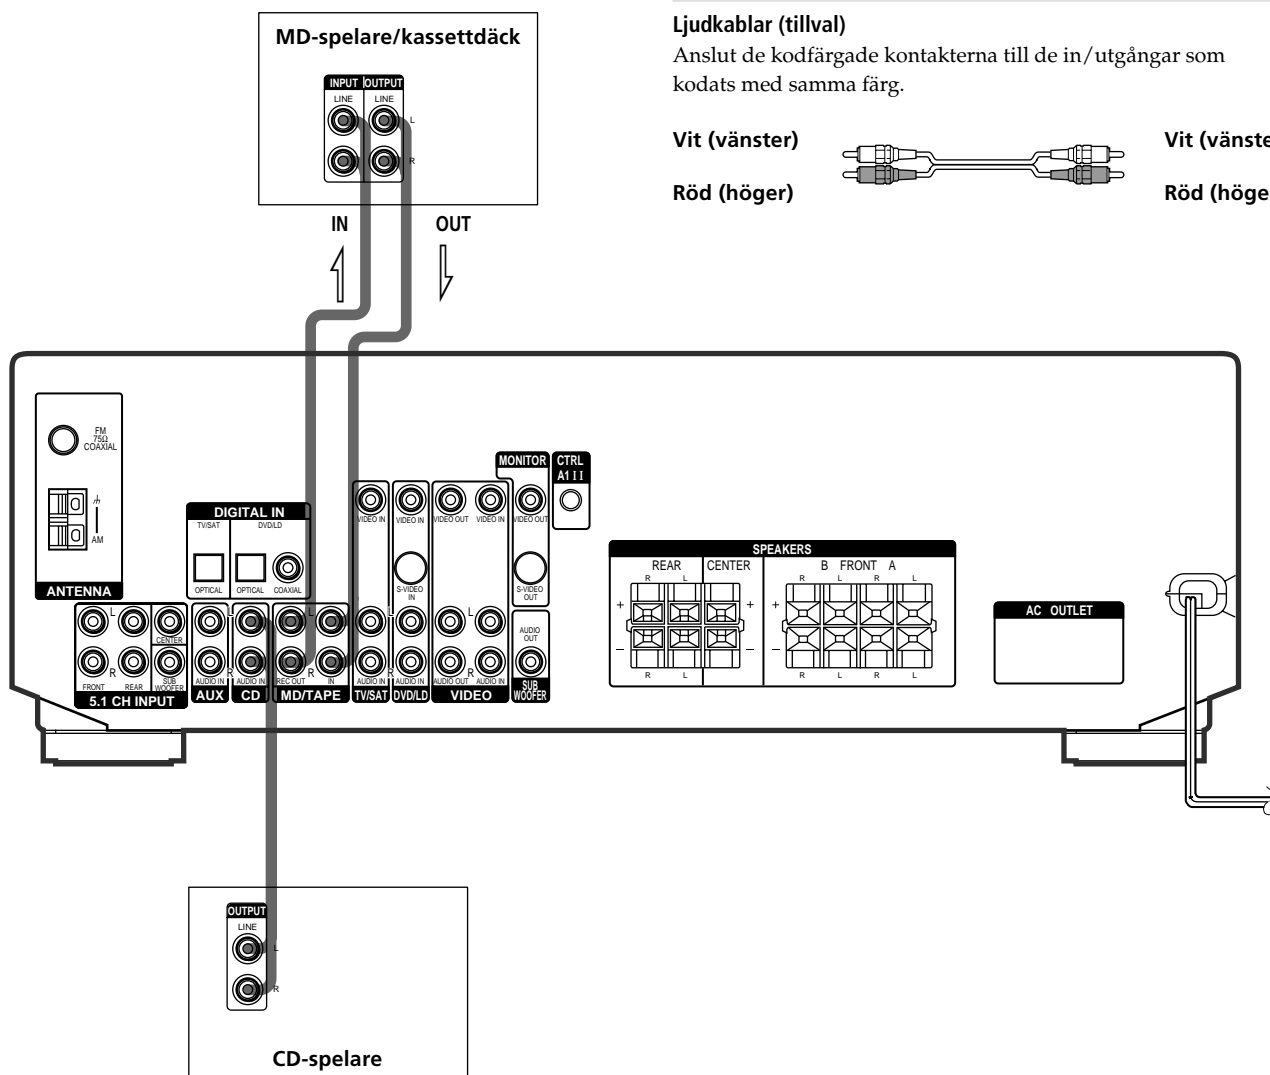 Ljudkablar (tillval)
Anslut de kodfärgade kontakterna till de in/utgångar som
kodats med samma färg.
Vit (vänster)
Vit (vänste
Röd (höger)
Röd (höge
MD-spelare/kassettdäck
INPUT OUTPUT
LINE LINE
L
R
IN OUT
FM
75Ω
COAXIAL
AM
ANTENNA
DIGITAL IN
TV/SAT DVD/LD
OPTICAL OPTICAL COAXIAL
MONITOR
CTRL
A1 II
VIDEO IN VIDEO IN VIDEO OUT VIDEO IN VIDEO OUT
S-VIDEO
IN
S-VIDEO
OUT
AUDIO
OUT
L L L L L
CENTER
R R R R R
FRONT REAR SUB
WOOFER
AUDIO IN AUDIO IN REC OUT IN AUDIO IN AUDIO IN AUDIO OUT AUDIO IN
5.1 CH INPUT AUX CD MD/TAPE TV/SAT DVD/LD VIDEO SUB
WOOFER
SPEAKERS
REAR CENTER B FRONT A
R L R L R L
+ + + +
– – – –
R L R L R L
AC OUTLET
OUTPUT
LINE
L
R
CD-spelare